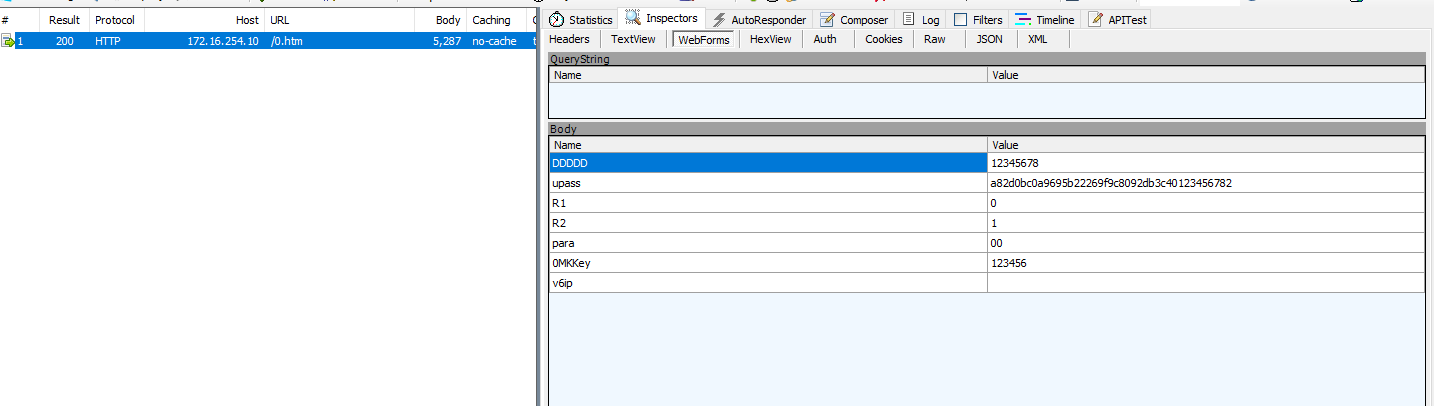 # Result Protocol Host URL Body Caching
1 200 HTTP 172.16.254.10 /0.htm 5,287 no-cache
Statistics Inspectors AutoResponder Composer Log Filters Timeline APITest
Headers TextView WebForms HexView Auth Cookies Raw JSON XML
QueryString
Name Value
Body
Name Value
DDDDD 12345678
upass a82d0bc0a9695b22269f9c8092db3c40123456782
R1 0
R2 1
para 00
0MKKey 123456
v6ip